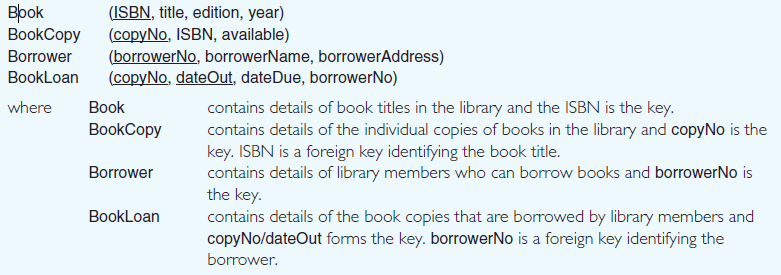 Book (ISBN, title, edition, year)
BookCopy (copyNo, ISBN, available)
Borrower (borrowerNo, borrowerName, borrowerAddress)
BookLoan (copyNo, dateOut, dateDue, borrowerNo)
where Book contains details of book titles in the library and the ISBN is the key.
BookCopy contains details of the individual copies of books in the library and copyNo is the
key. ISBN is a foreign key identifying the book title.
Borrower contains details of library members who can borrow books and borrowerNo is
the key.
BookLoan contains details of the book copies that are borrowed by library members and
copyNo/dateOut forms the key. borrowerNo is a foreign key identifying the
borrower.